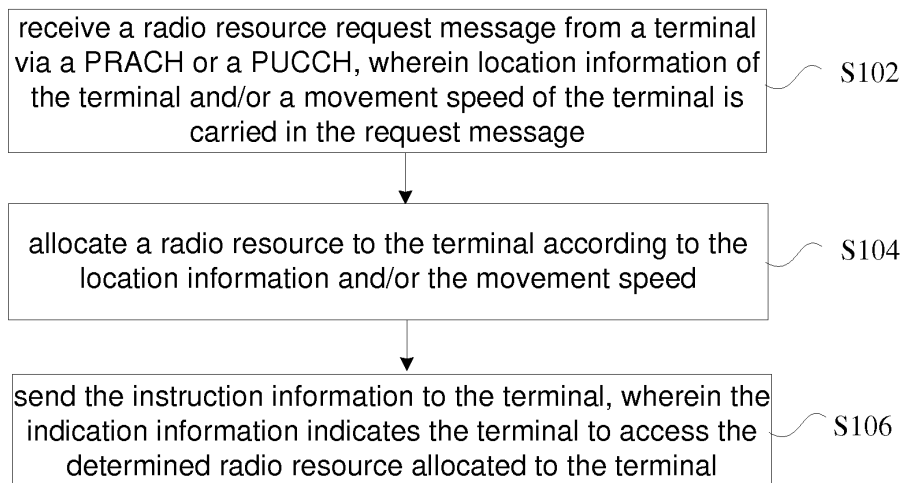 receive a radio resource request message from a terminal
via a PRACH or a PUCCH, wherein location information of
the terminal and/or a movement speed of the terminal is
carried in the request message
S102
allocate a radio resource to the terminal according to the
location information and/or the movement speed
S104
send the instruction information to the terminal, wherein the
indication information indicates the terminal to access the
determined radio resource allocated to the terminal
S106